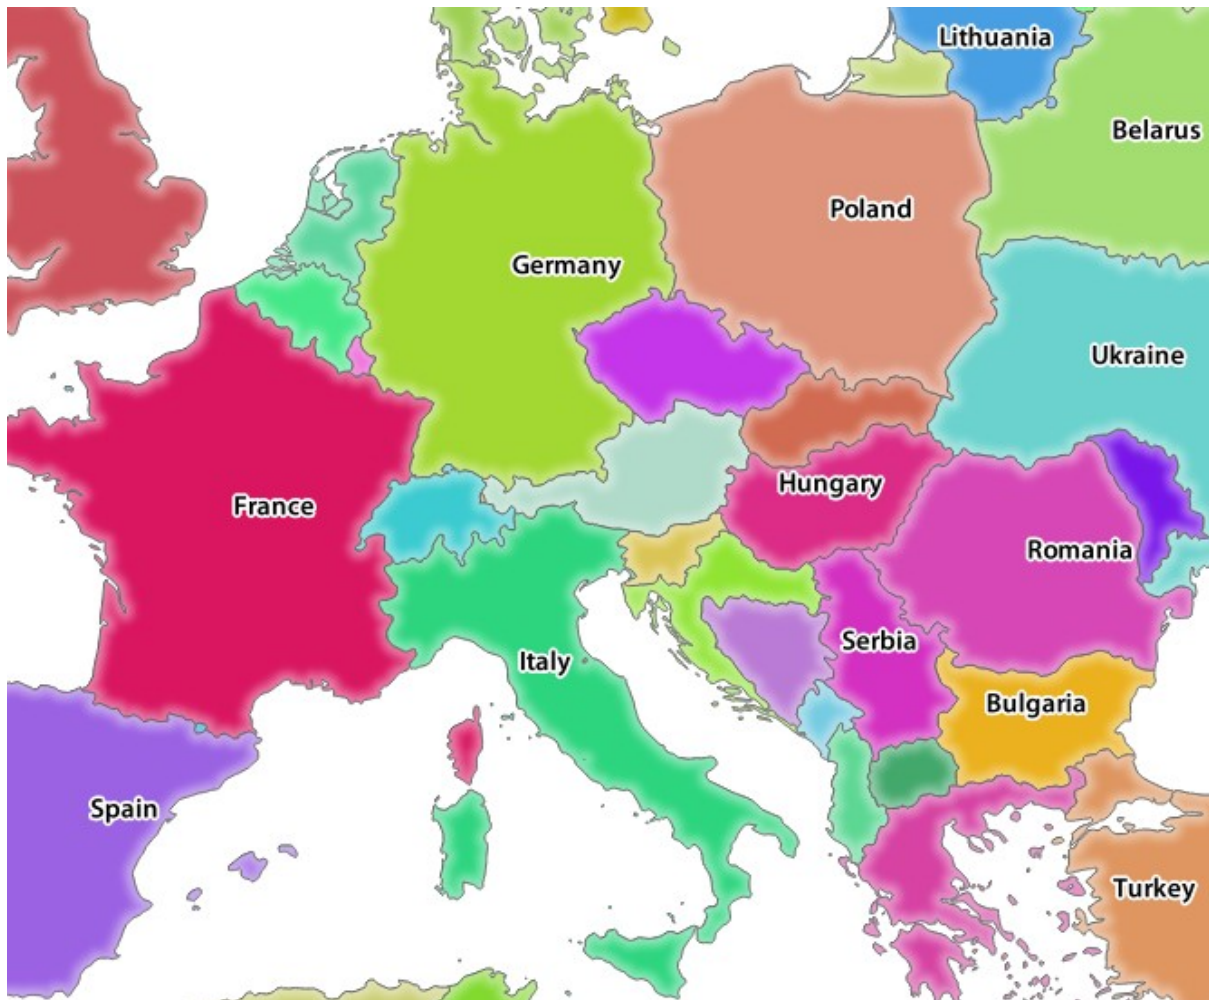 Lithuania
Belarus
Poland
Germany
Ukraine
Hungary
France
Romania
Serbia
Italy
Bulgaria
Spain
Turkey